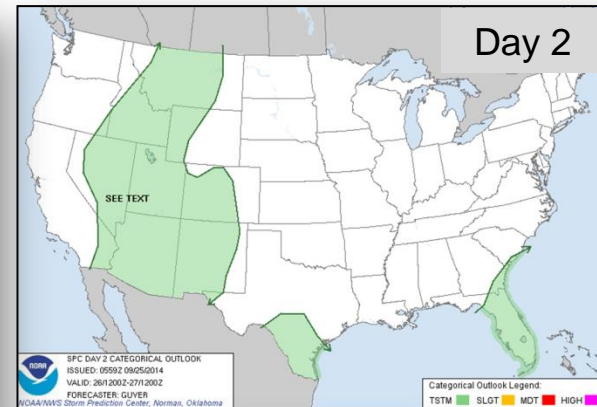 Day 2
SEE TEXT
NOAA
SPC DAY 2 CATEGORICAL OUTLOOK
ISSUED: 0559Z 09/25/2014
VALID: 26/1200Z-27/1200Z
FORECASTER: GUYER
NOAA/NWS Storm Prediction Center, Norman, Oklahoma
Categorical Outlook Legend:
TSTM SLGT MDT HIGH